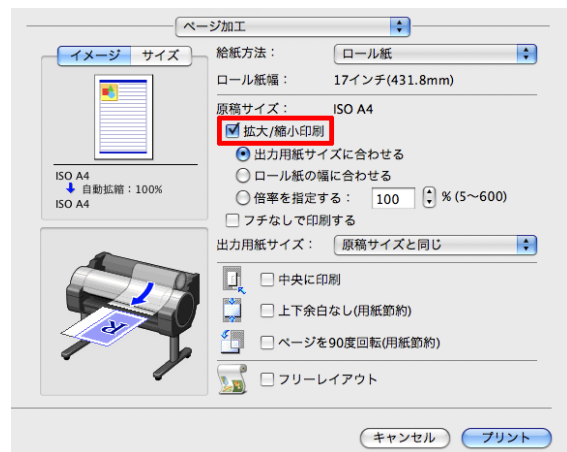 ページ加工
イメージ サイズ
給紙方法： ロール紙
ロール紙幅： 17インチ(431.8mm)
原稿サイズ： ISO A4
拡大/縮小印刷
出力用紙サイズに合わせる
ロール紙の幅に合わせる
倍率を指定する： 100 % (5～600)
フチなしで印刷する
出力用紙サイズ： 原稿サイズと同じ
ISO A4
自動拡縮：100%
ISO A4
中央に印刷
上下余白なし(用紙節約)
ページを90度回転(用紙節約)
フリーレイアウト
R
キャンセル プリント